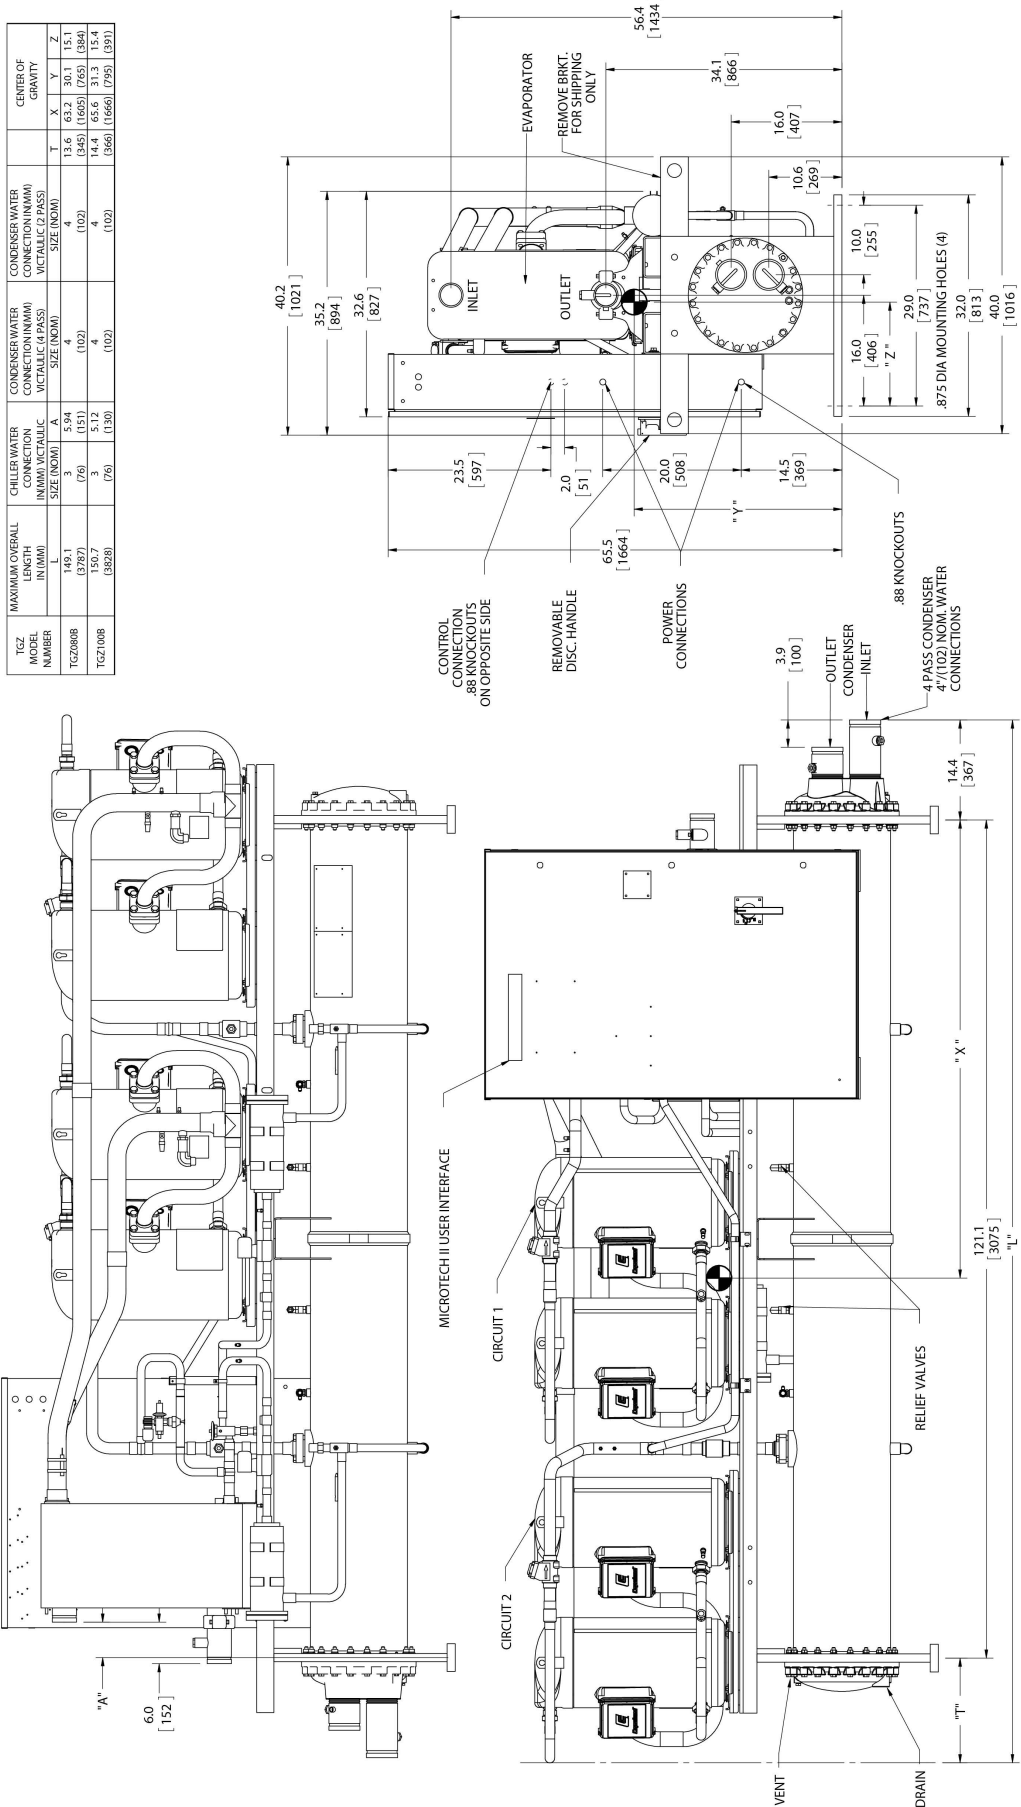 TGZ
MODEL
NUMBER
MAXIMUM OVERALL
LENGTH
IN (MM)
CHILLER WATER
CONNECTION
IN(MM) VICTAULIC
CONDENSER WATER
CONNECTION IN(MM)
VICTAULIC (4 PASS)
CONDENSER WATER
CONNECTION IN(MM)
VICTAULIC (2 PASS)
CENTER OF
GRAVITY
L
SIZE (NOM) A
SIZE (NOM)
SIZE (NOM)
T X Y Z
TGZ080B 149.1 3 5.94 4 4 13.6 63.2 30.1 15.1
(3787) (76) (151) (102) (102) (345) (1605) (765) (384)
TGZ100B 150.7 3 5.12 4 4 14.4 65.6 31.3 15.4
(3828) (76) (130) (102) (102) (366) (1666) (795) (391)
"A"
6.0
[152]
40.2
[1021]
35.2
[894]
32.6
[827]
INLET
OUTLET
EVAPORATOR
REMOVE BRKT.
FOR SHIPPING
ONLY
56.4
[1434
34.1
[866]
16.0
[407]
10.6
[269]
23.5
[597]
2.0
[51]
20.0
[508]
14.5
[369]
"Y"
65.5
[1664]
10.0
[255]
16.0
[406]
"Z"
29.0
[737]
32.0
[813]
40.0
[1016]
.875 DIA MOUNTING HOLES (4)
CONTROL
CONNECTION
.88 KNOCKOUTS
ON OPPOSITE SIDE
REMOVABLE
DISC. HANDLE
POWER
CONNECTIONS
.88 KNOCKOUTS
MICROTECH II USER INTERFACE
CIRCUIT 1
CIRCUIT 2
RELIEF VALVES
VENT
DRAIN
"T"
121.1
[3075]
"L"
"X"
14.4
[367]
3.9
[100]
OUTLET
CONDENSER
INLET
4 PASS CONDENSER
4"/(102) NOM. WATER
CONNECTIONS
Copeland
Copeland
Copeland
Copeland